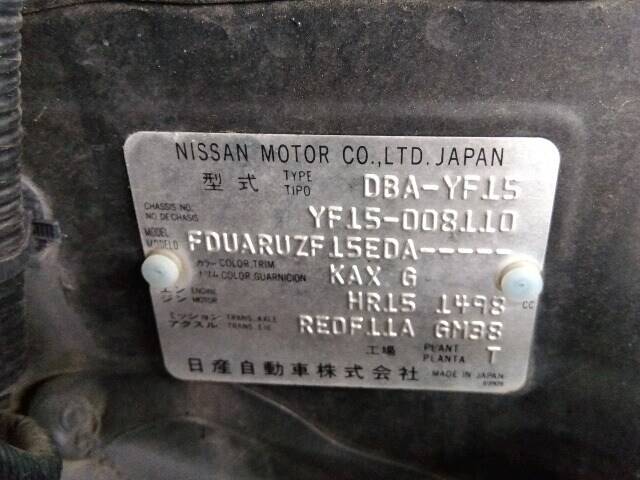 NISSAN MOTOR CO.,LTD. JAPAN
型式 TYPE TIPO DBA-YF15
CHASSIS NO. NO DE CHASIS YF15-008110
MODEL MODELO FDUARUZF15EDA-----
カラー COLOR,TRIM トリム COLOR,GUARNICION KAX G
エンジン ENGINE MOTOR HR15 1498 CC
ミッション TRANS. アクスル TRANS. AXLE EJE REOF11A GM38
工場 PLANT PLANTA T
日産自動車株式会社 MADE IN JAPAN